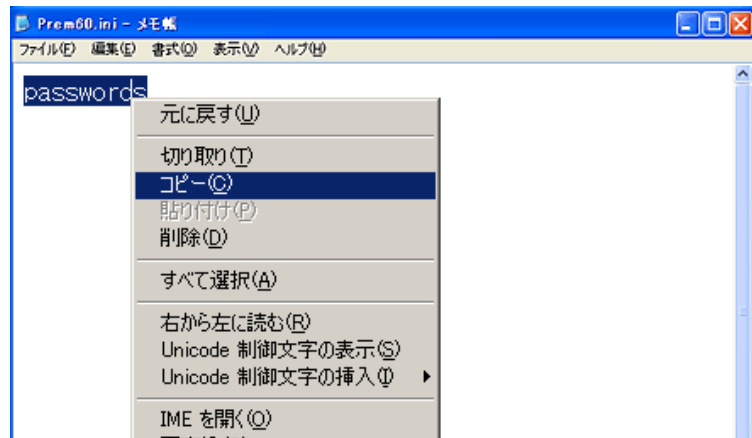 Prem60.ini - メモ帳
ファイル(F) 編集(E) 書式(O) 表示(V) ヘルプ(H)
passwords
元に戻す(U)
切り取り(T)
コピー(C)
貼り付け(P)
削除(D)
すべて選択(A)
右から左に読む(R)
Unicode 制御文字の表示(S)
Unicode 制御文字の挿入(I)
IME を開く(O)